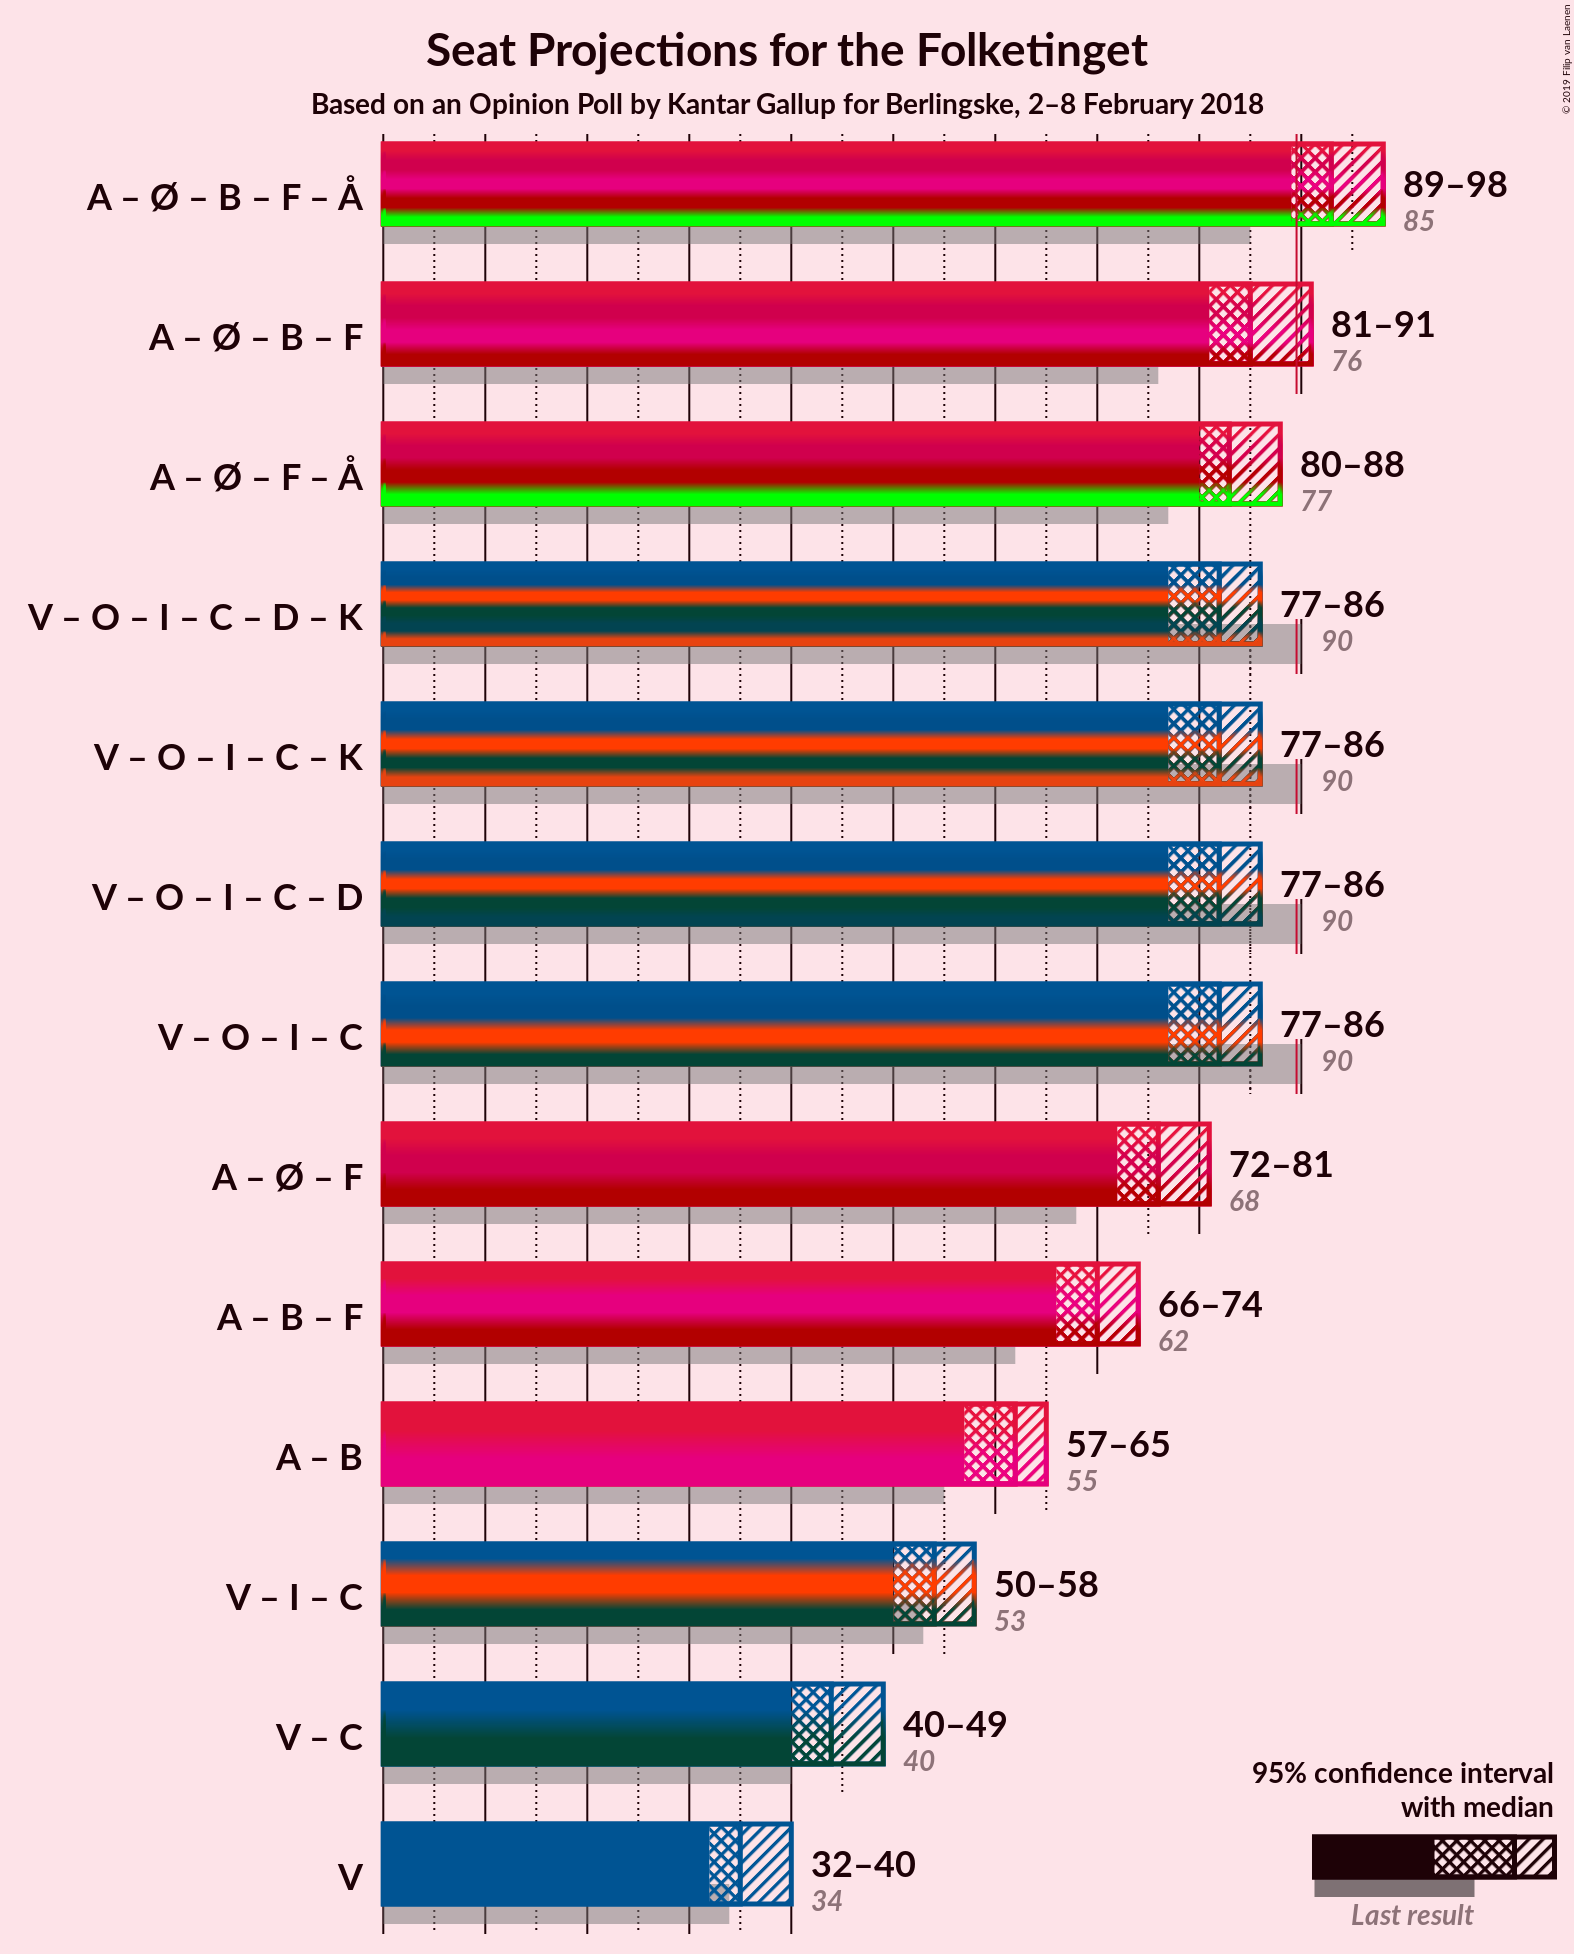 Seat Projections for the Folketinget
Based on an Opinion Poll by Kantar Gallup for Berlingske, 2–8 February 2018
© 2019 Filip van Laenen
A – Ø – B – F – Å
89–98
85
A – Ø – B – F
81–91
76
A – Ø – F – Å
80–88
77
V – O – I – C – D – K
77–86
90
V – O – I – C – K
77–86
90
V – O – I – C – D
77–86
90
V – O – I – C
77–86
90
A – Ø – F
72–81
68
A – B – F
66–74
62
A – B
57–65
55
V – I – C
50–58
53
V – C
40–49
40
V
32–40
34
95% confidence interval
with median
Last result